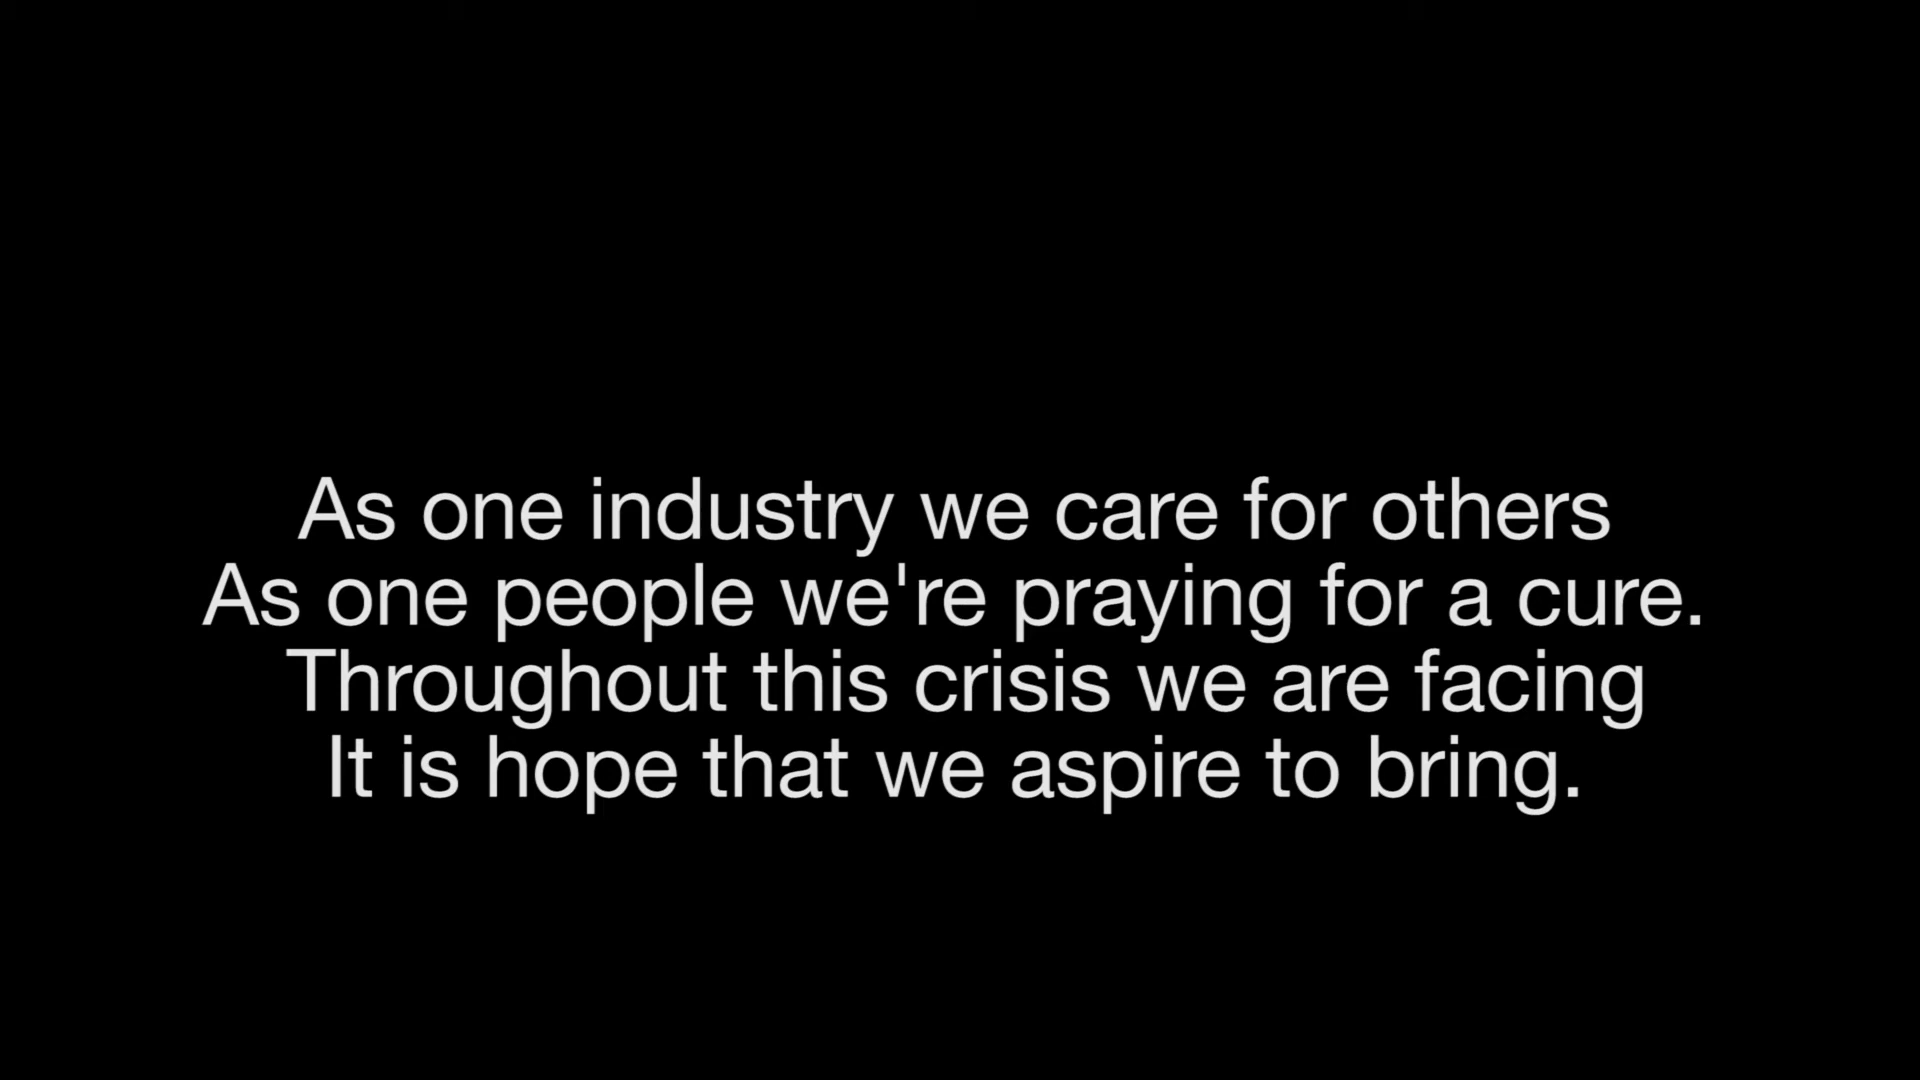 As one industry we care for others
As one people we're praying for a cure.
Throughout this crisis we are facing
It is hope that we aspire to bring.